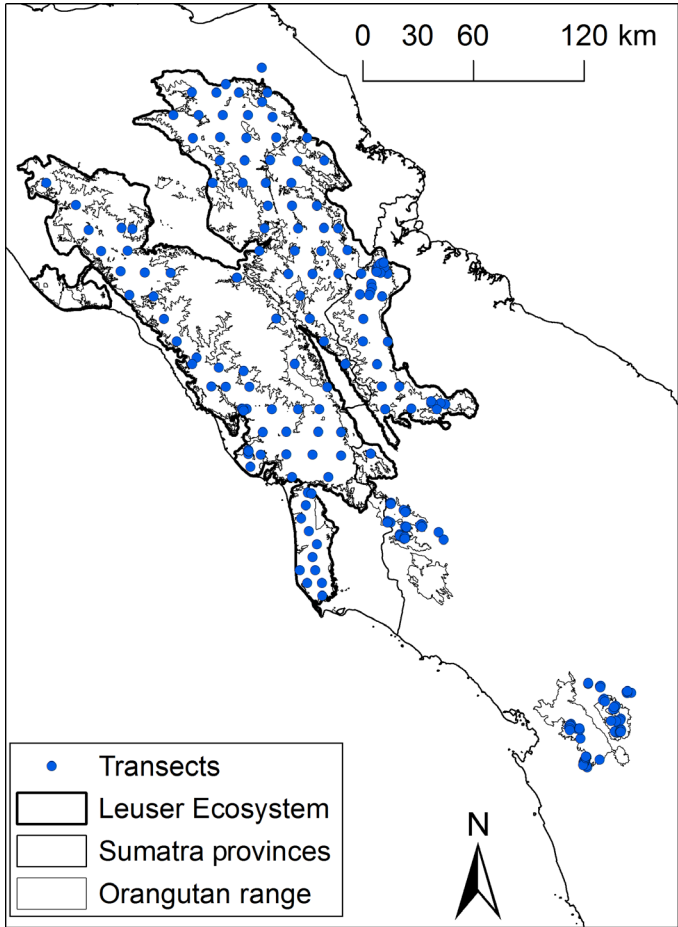 0 30 60 120 km
Transects
Leuser Ecosystem
Sumatra provinces
Orangutan range
N